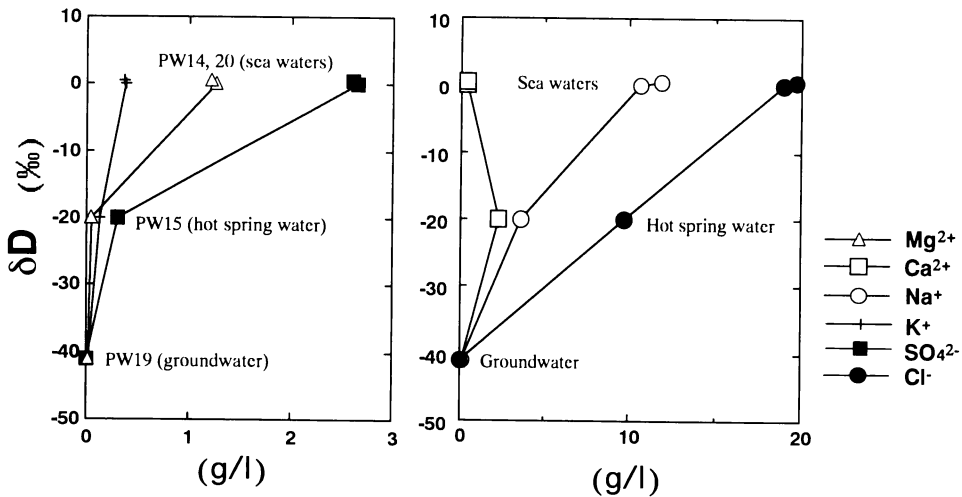 10
0
-10
-20
-30
-40
-50
δD (‰)
PW14, 20 (sea waters)
PW15 (hot spring water)
PW19 (groundwater)
0 1 2 3
(g/l)
10
0
-10
-20
-30
-40
-50
Sea waters
Hot spring water
Groundwater
0 10 20
(g/l)
Mg2+
Ca2+
Na+
K+
SO42-
Cl-